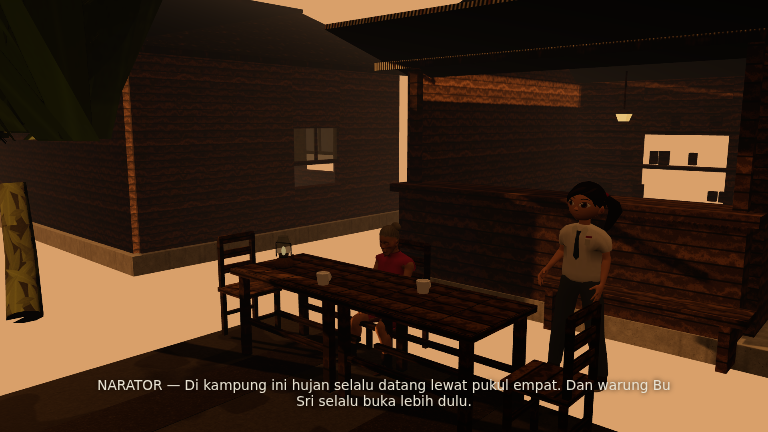 NARATOR — Di kampung ini hujan selalu datang lewat pukul empat. Dan warung Bu
Sri selalu buka lebih dulu.